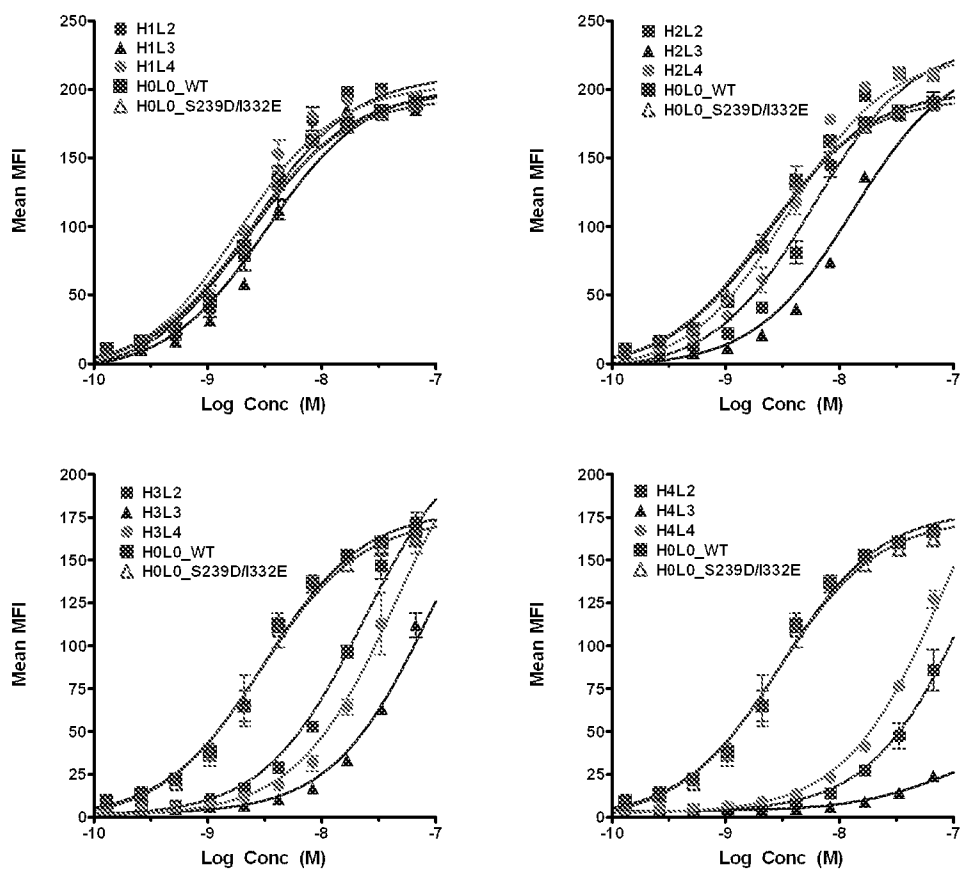 250
200
150
100
50
0
Mean MFI
H1L2
H1L3
H1L4
H0L0_WT
H0L0_S239D/I332E
-10 -9 -8 -7
Log Conc (M)
250
200
150
100
50
0
Mean MFI
H2L2
H2L3
H2L4
H0L0_WT
H0L0_S239D/I332E
-10 -9 -8 -7
Log Conc (M)
200
175
150
125
100
75
50
25
0
Mean MFI
H3L2
H3L3
H3L4
H0L0_WT
H0L0_S239D/I332E
-10 -9 -8 -7
Log Conc (M)
200
175
150
125
100
75
50
25
0
Mean MFI
H4L2
H4L3
H4L4
H0L0_WT
H0L0_S239D/I332E
-10 -9 -8 -7
Log Conc (M)